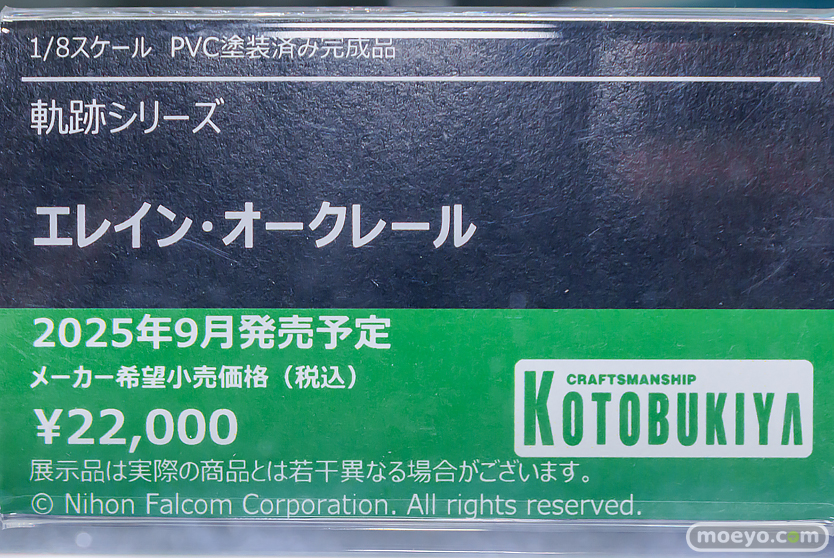 1/8スケール PVC塗装済み完成品
軌跡シリーズ
エレイン・オークレール
2025年9月発売予定
メーカー希望小売価格（税込）
¥22,000
CRAFTSMANSHIP
KOTOBUKIYA
展示品は実際の商品とは若干異なる場合がございます。
© Nihon Falcom Corporation. All rights reserved.
moeyo.com